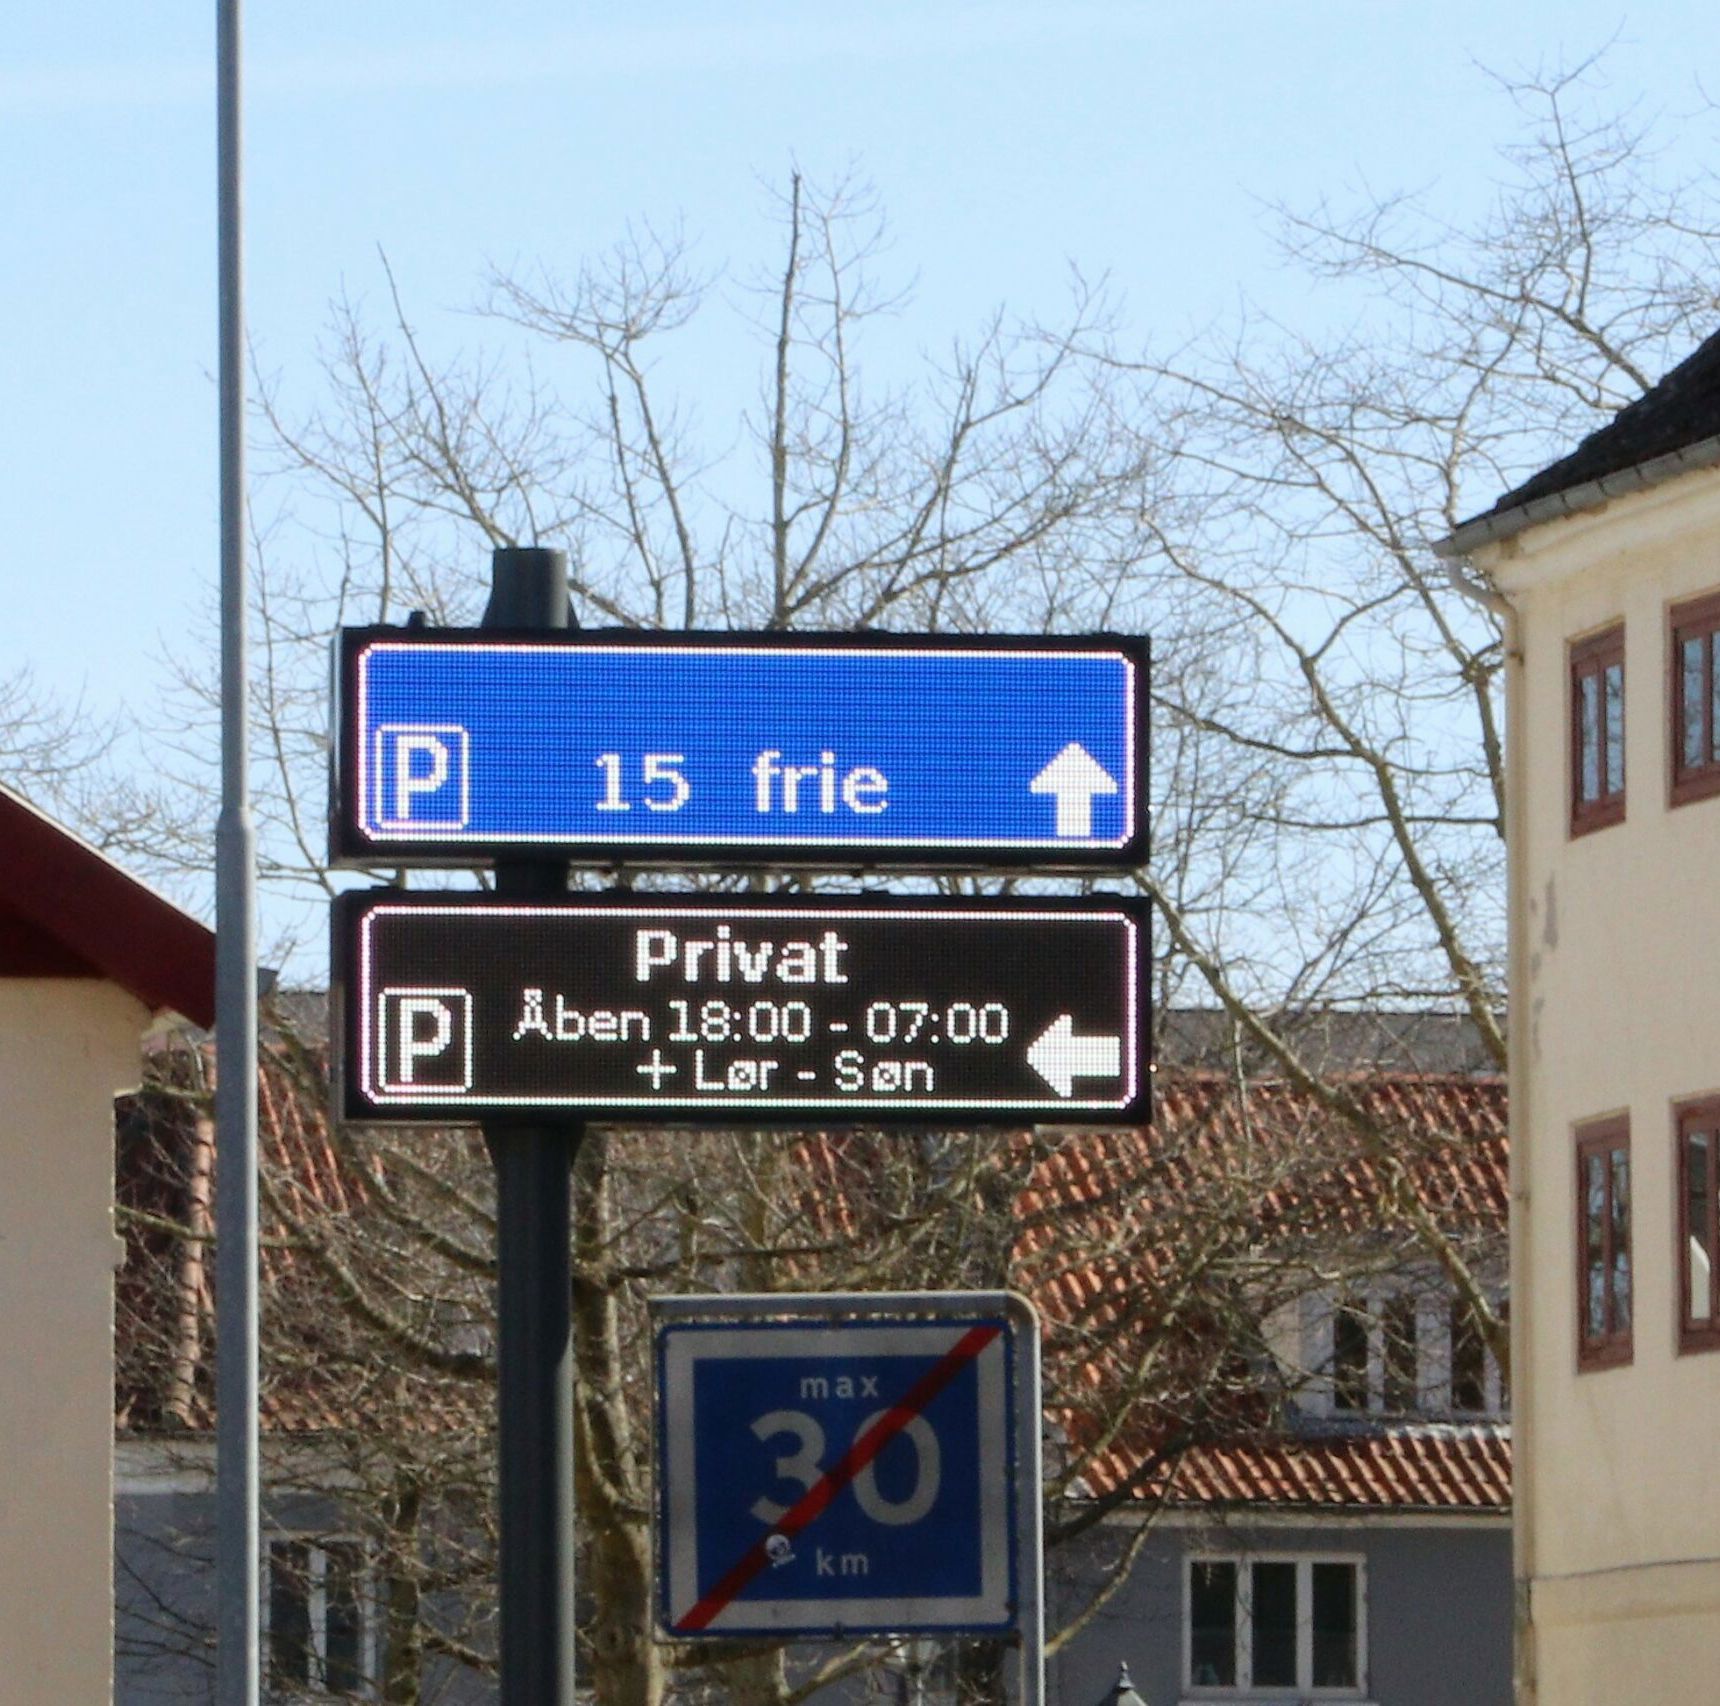 P 15 frie
Privat
P Åben 18:00 - 07:00
+ Lør - Søn
max
30
km